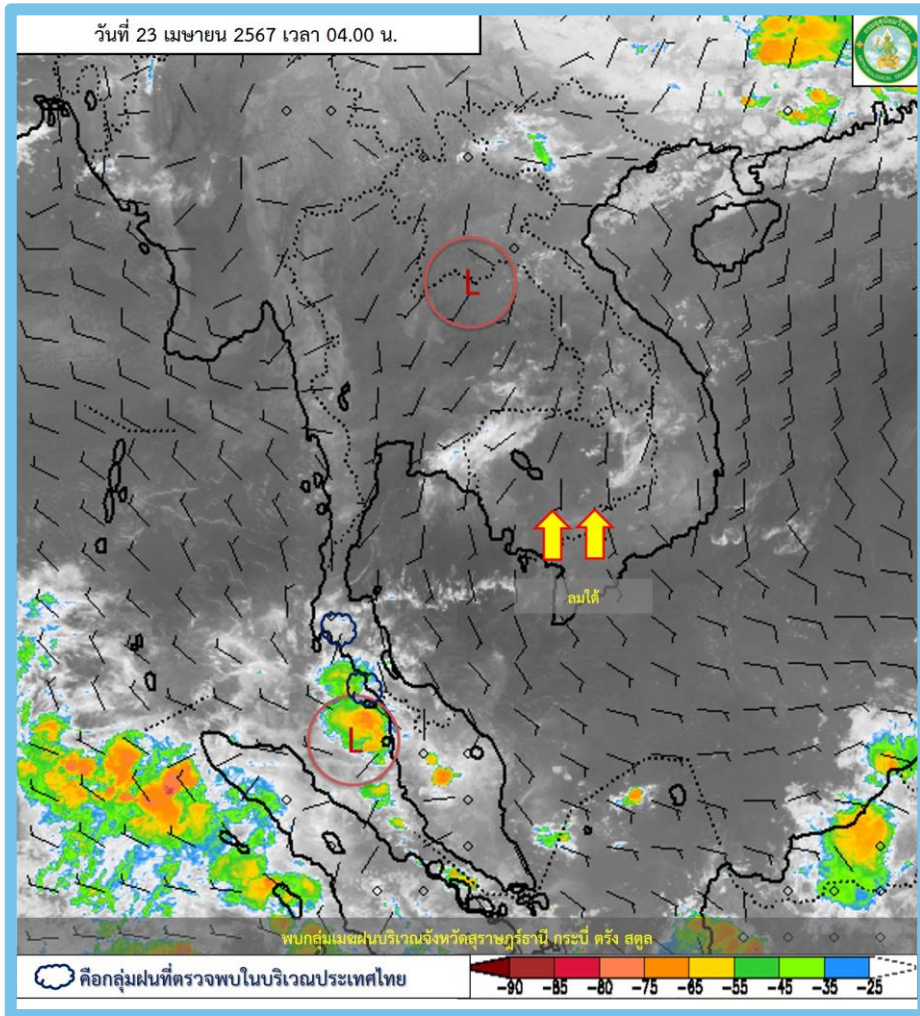 วันที่ 23 เมษายน 2567 เวลา 04.00 น.
L
ลมใต้
L
พบกลุ่มเมฆฝนบริเวณจังหวัดสุราษฎร์ธานี กระบี่ ตรัง สตูล
คือกลุ่มฝนที่ตรวจพบในบริเวณประเทศไทย
-90 -85 -80 -75 -65 -55 -45 -35 -25